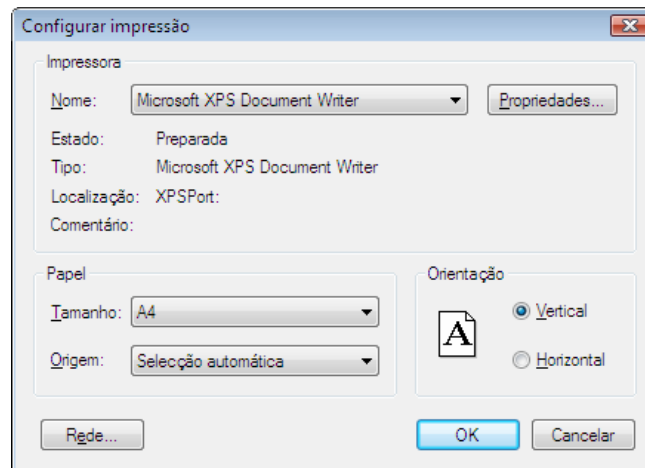 Configurar impressão
Impressora
Nome: Microsoft XPS Document Writer Propriedades...
Estado: Preparada
Tipo: Microsoft XPS Document Writer
Localização: XPSPort:
Comentário:
Papel
Tamanho: A4
Origem: Selecção automática
Orientação
A
Vertical
Horizontal
Rede... OK Cancelar